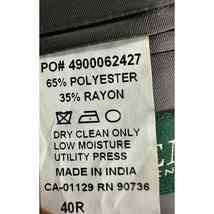 PO# 4900062427
65% POLYESTER
35% RAYON
DRY CLEAN ONLY
LOW MOISTURE
UTILITY PRESS
MADE IN INDIA
CA-01129 RN 90736
40R